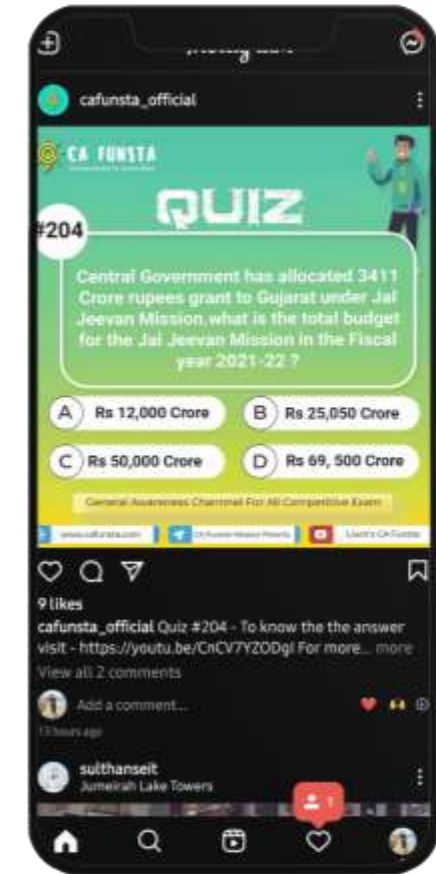 cafunsta_official
CA FUNSTA
QUIZ
#204
Central Government has allocated 3411
Crore rupees grant to Gujarat under Jal
Jeevan Mission.what is the total budget
for the Jal Jeevan Mission in the Fiscal
year 2021-22 ?
A Rs 12,000 Crore
B Rs 25,050 Crore
C Rs 50,000 Crore
D Rs 69, 500 Crore
General Awareness Channnel For All Competitive Exam
www.cafunsta.com
9 likes
cafunsta_official Quiz #204 - To know the the answer
visit - https://youtu.be/CnCV7YZODgI For more... more
View all 2 comments
Add a comment...
13 hours ago
sulthanseit
Jumeirah Lake Towers
1